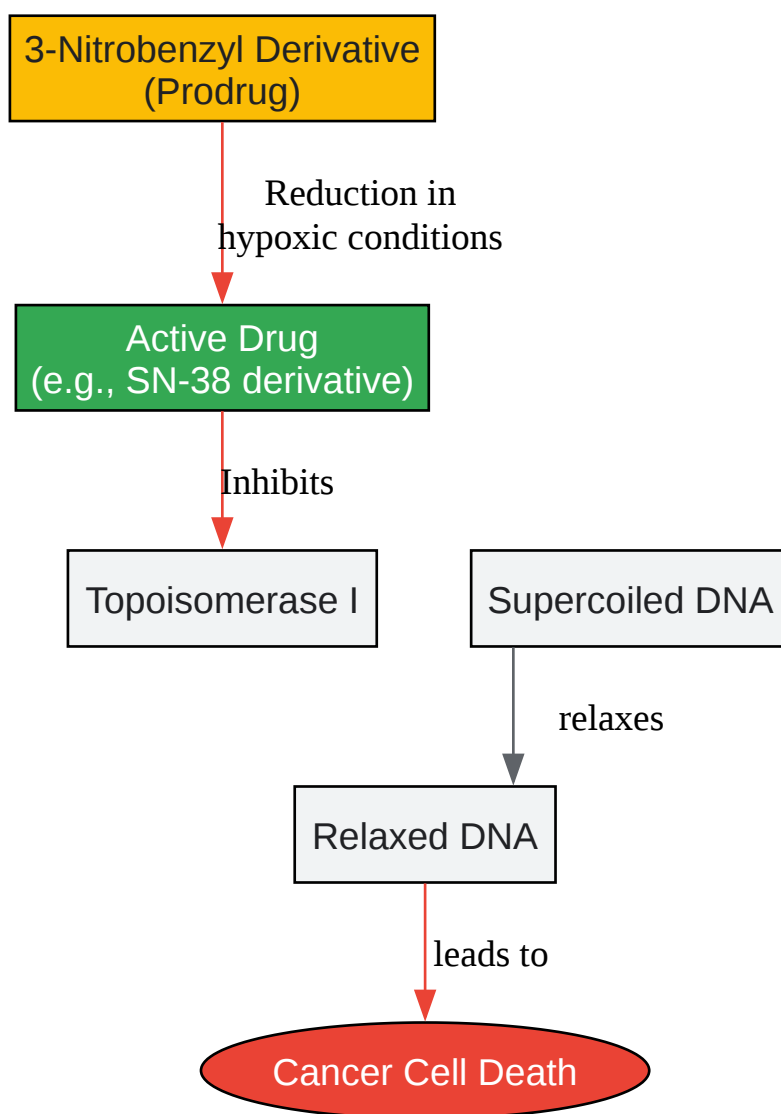 3-Nitrobenzyl Derivative
(Prodrug)
Reduction in
hypoxic conditions
Active Drug
(e.g., SN-38 derivative)
Inhibits
Topoisomerase I
Supercoiled DNA
relaxes
Relaxed DNA
leads to
Cancer Cell Death